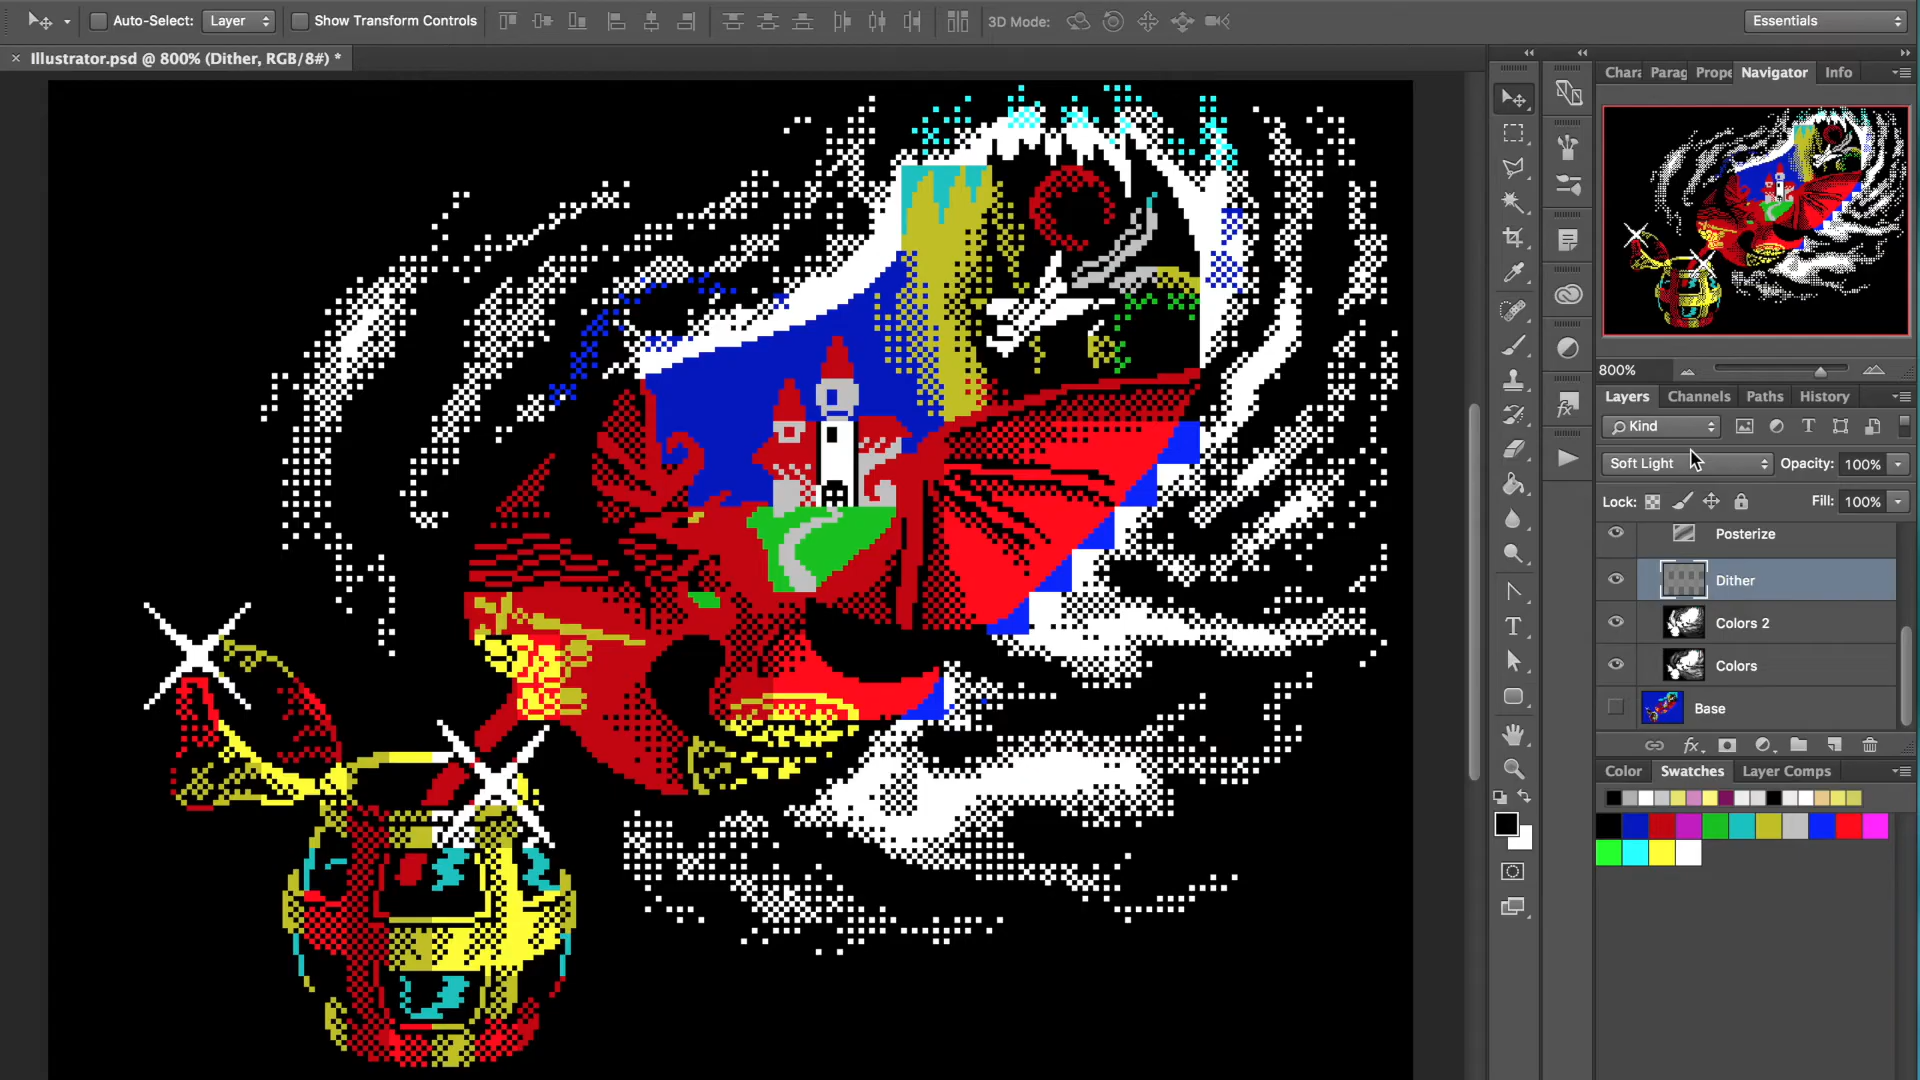 Auto-Select: Layer Show Transform Controls 3D Mode: Essentials
× Illustrator.psd @ 800% (Dither, RGB/8#) *
Chara Parag Prope Navigator Info
800%
Layers Channels Paths History
Kind
Soft Light Opacity: 100%
Lock: Fill: 100%
Posterize
Dither
Colors 2
Colors
Base
Color Swatches Layer Comps